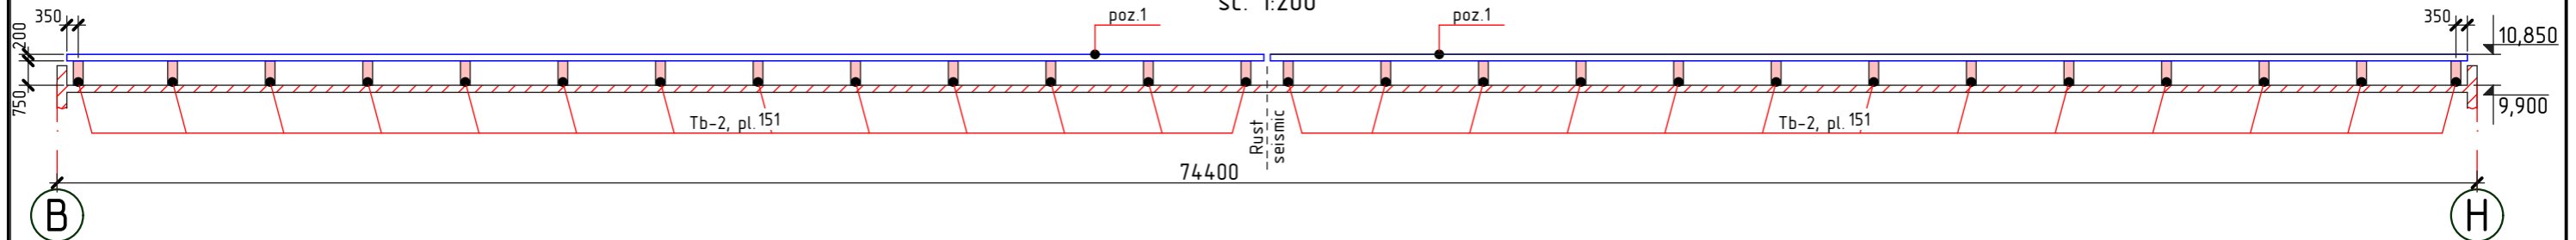 sc. 1:200
350
poz.1
poz.1
350
200
10,850
750
9,900
Tb-2, pl.151
Tb-2, pl.151
Rust
seismic
74400
B
H